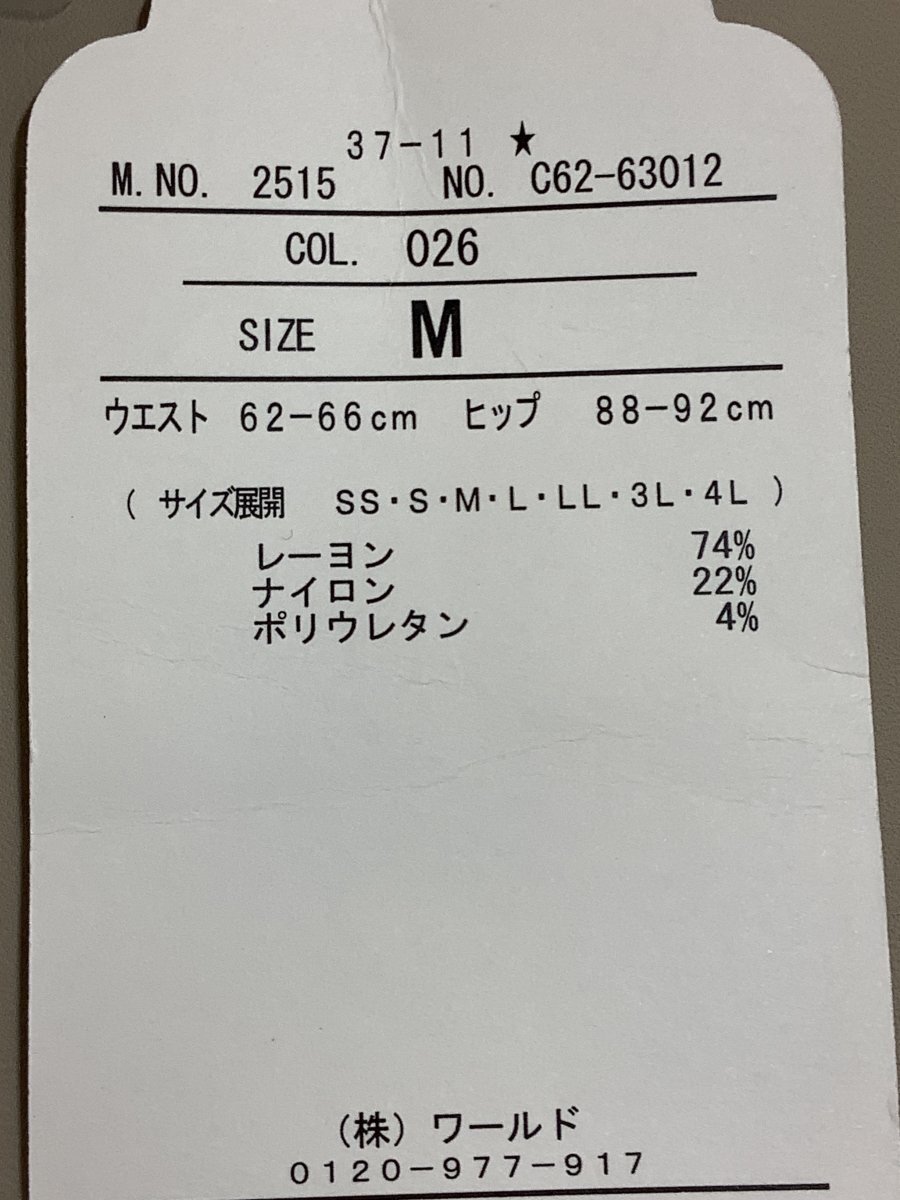 37-11 ★
M.NO. 2515 NO. C62-63012
COL. 026
SIZE M
ウエスト 62-66cm ヒップ 88-92cm
( サイズ展開 SS・S・M・L・LL・3L・4L )
レーヨン 74%
ナイロン 22%
ポリウレタン 4%
(株)ワールド
0120-977-917